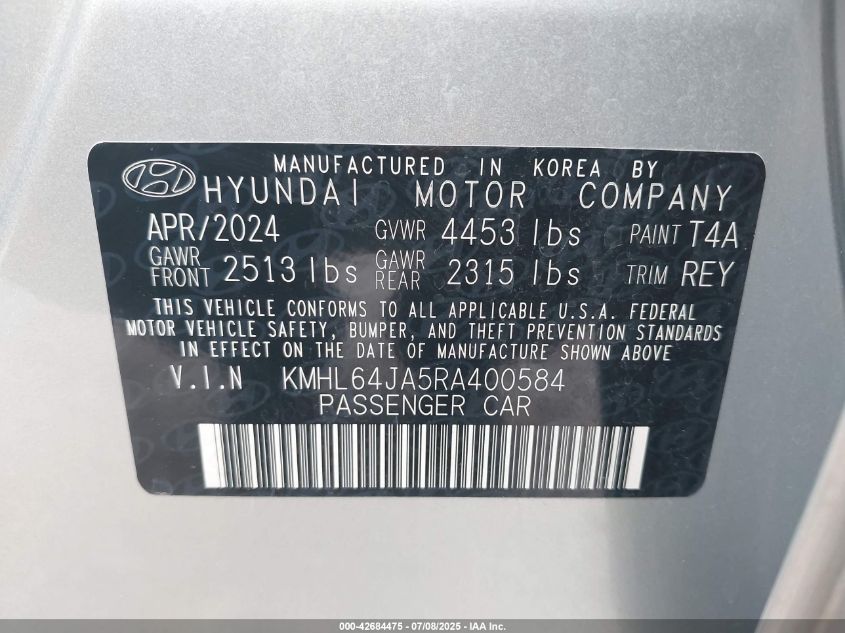 MANUFACTURED IN KOREA BY
HYUNDAI MOTOR COMPANY
APR/2024 GVWR 4453 lbs PAINT T4A
GAWR FRONT 2513 lbs GAWR REAR 2315 lbs TRIM REY
THIS VEHICLE CONFORMS TO ALL APPLICABLE U.S.A. FEDERAL
MOTOR VEHICLE SAFETY, BUMPER, AND THEFT PREVENTION STANDARDS
IN EFFECT ON THE DATE OF MANUFACTURE SHOWN ABOVE.
V.I.N KMHL64JA5RA400584
PASSENGER CAR
000-42684475 - 07/08/2025 - IAA Inc.